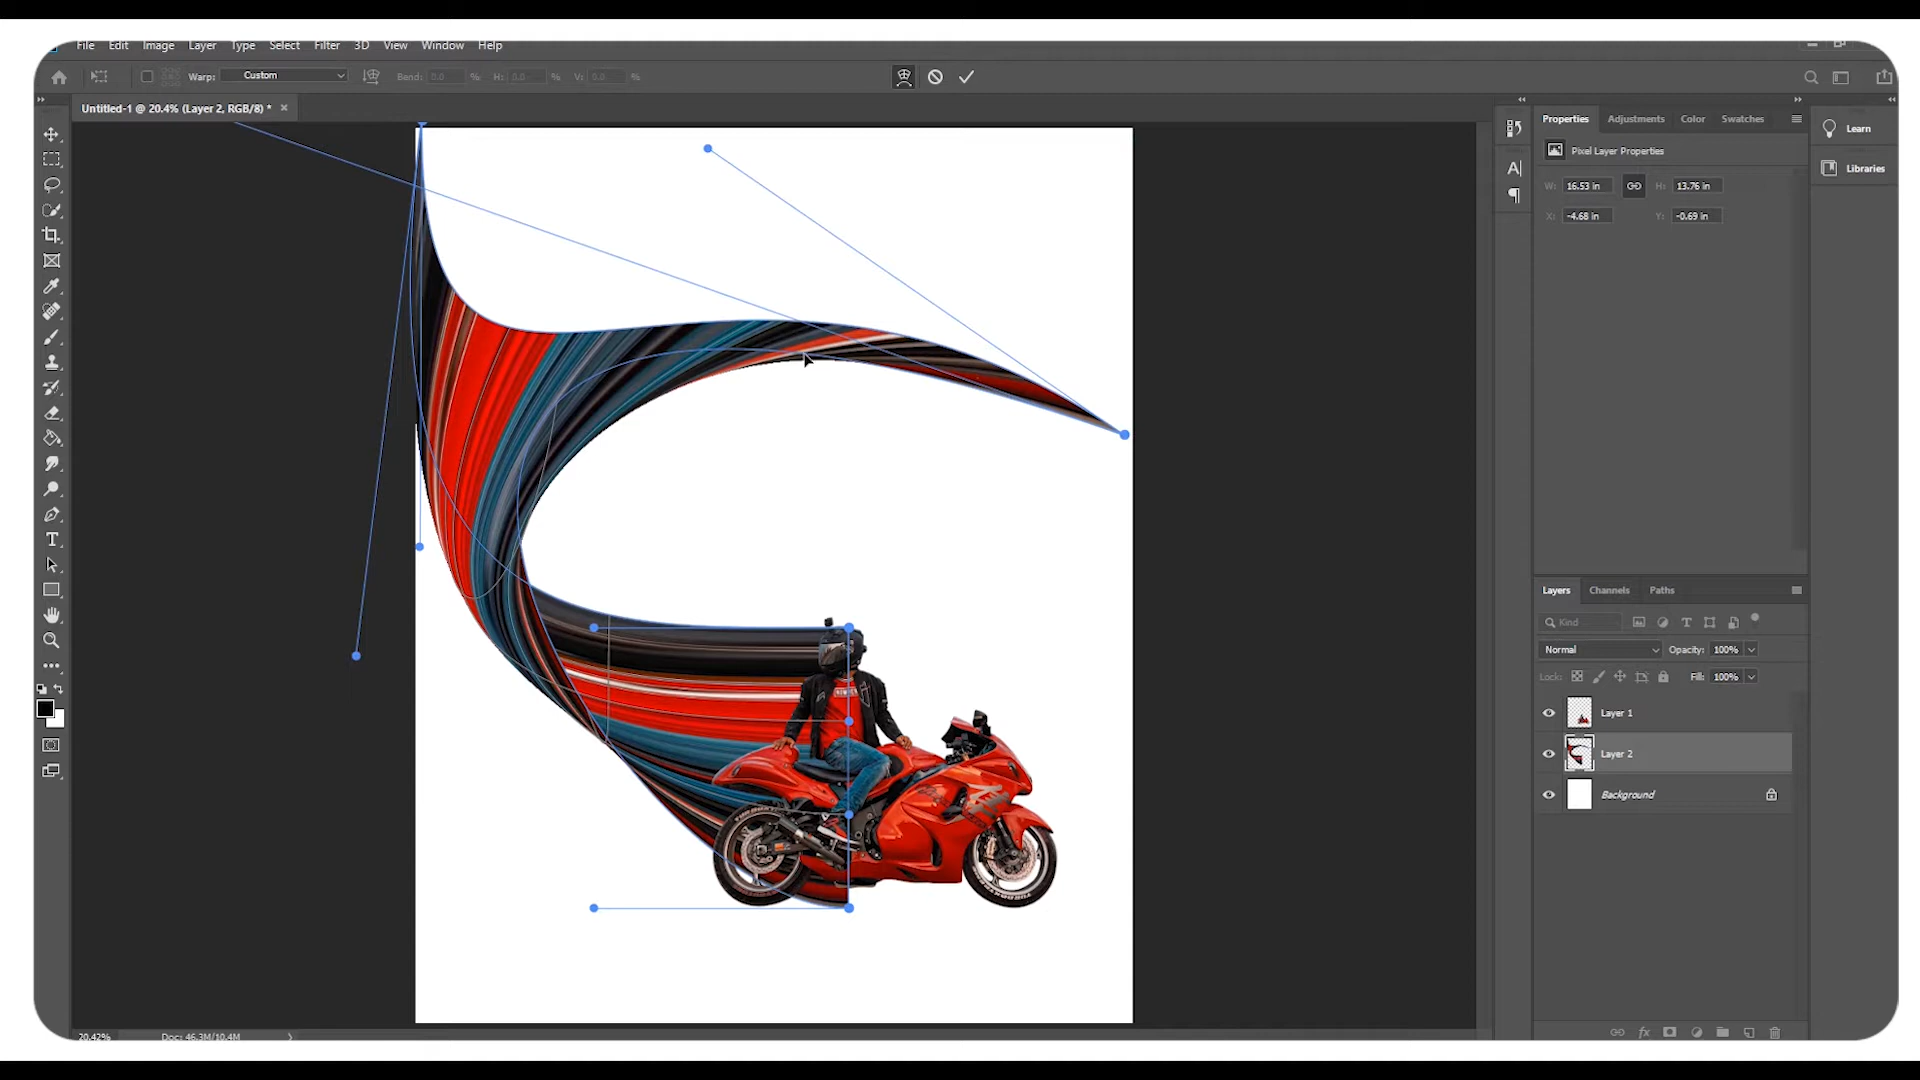 File Edit Image Layer Type Select Filter 3D View Window Help
Warp: Custom Bend: 0.0 % H: 0.0 % V: 0.0 %
Untitled-1 @ 20.4% (Layer 2, RGB/8) *
Properties Adjustments Color Swatches
Learn
Pixel Layer Properties
Libraries
W: 16.53 in H: 13.76 in
X: -4.68 in Y: -0.69 in
Layers Channels Paths
Kind
Normal Opacity: 100%
Lock: Fill: 100%
Layer 1
Layer 2
Background
20.42% Doc: 46.3M/10.4M